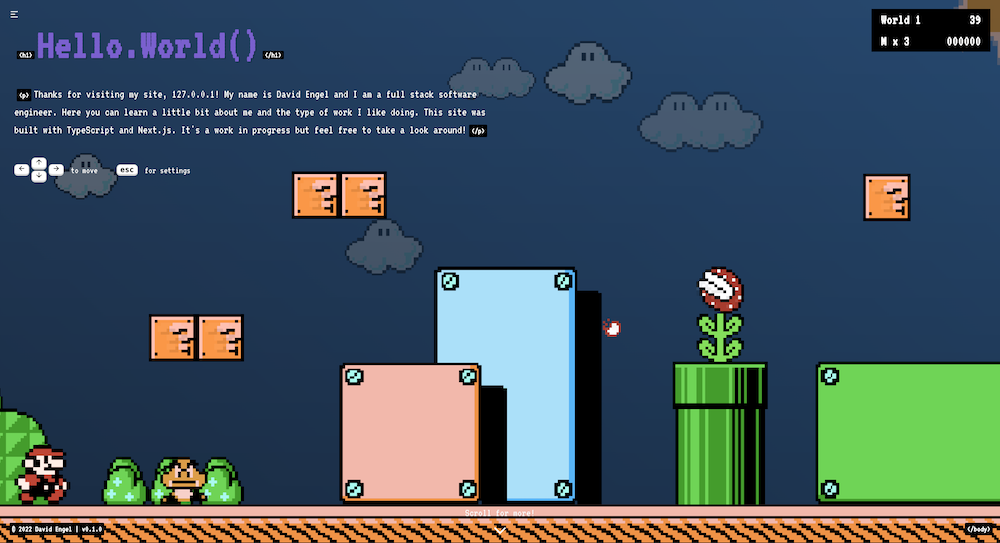 World 1 39
M x 3 000000
<h1> Hello.World() </h1>
<p> Thanks for visiting my site, 127.0.0.1! My name is David Engel and I am a full stack software
engineer. Here you can learn a little bit about me and the type of work I like doing. This site was
built with TypeScript and Next.js. It's a work in progress but feel free to take a look around! </p>
← ↑ ↓ → to move esc for settings
Scroll for more!
© 2022 David Engel | v0.1.0
</body>